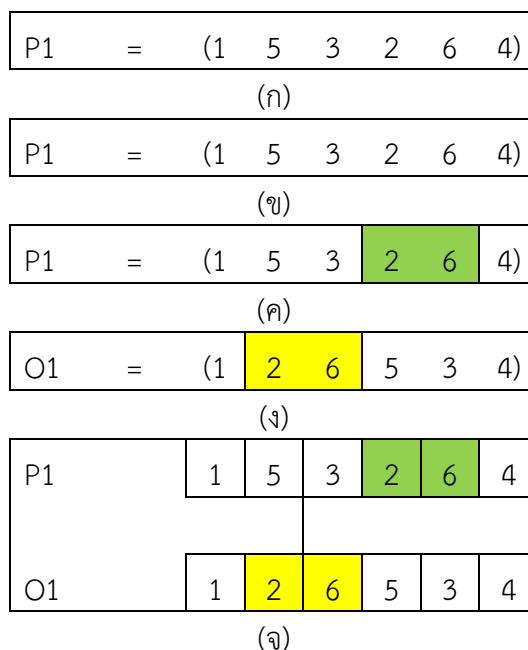 P1 = (1 5 3 2 6 4)
(ก)
P1 = (1 5 3 2 6 4)
(ข)
P1 = (1 5 3 2 6 4)
(ค)
O1 = (1 2 6 5 3 4)
(ง)
P1 1 5 3 2 6 4
O1 1 2 6 5 3 4
(จ)